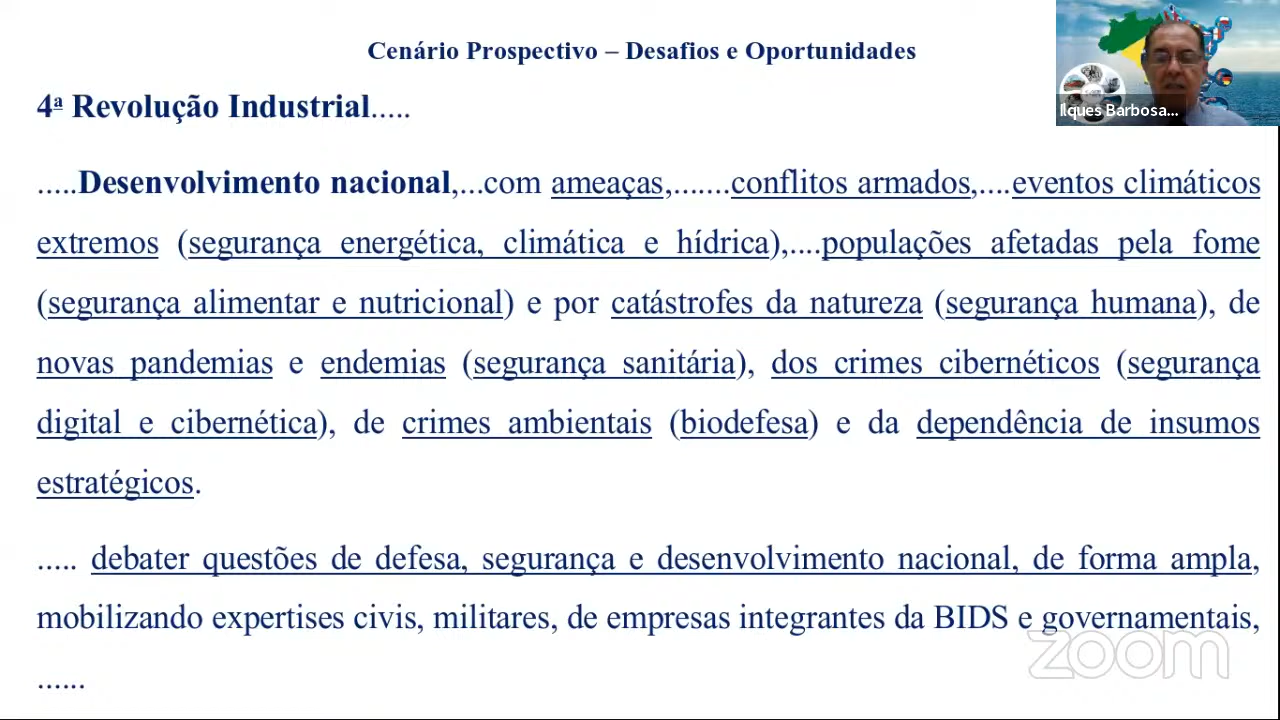 Cenário Prospectivo – Desafios e Oportunidades
4ª Revolução Industrial.....
.....Desenvolvimento nacional,...com ameaças,.......conflitos armados,....eventos climáticos
extremos (segurança energética, climática e hídrica),....populações afetadas pela fome
(segurança alimentar e nutricional) e por catástrofes da natureza (segurança humana), de
novas pandemias e endemias (segurança sanitária), dos crimes cibernéticos (segurança
digital e cibernética), de crimes ambientais (biodefesa) e da dependência de insumos
estratégicos.
..... debater questões de defesa, segurança e desenvolvimento nacional, de forma ampla,
mobilizando expertises civis, militares, de empresas integrantes da BIDS e governamentais,
......
Ilques Barbosa...
zoom